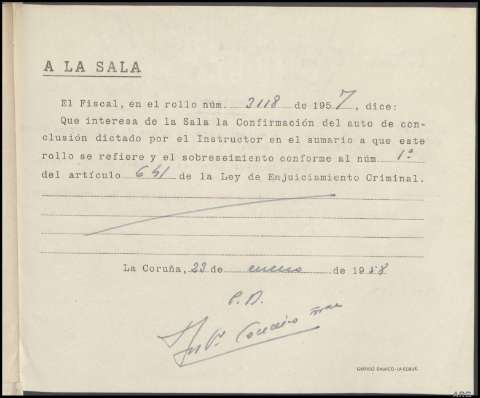 A LA SALA
El Fiscal, en el rollo núm. 3118 de 1957, dice:
Que interesa de la Sala la Confirmación del auto de con-
clusión dictado por el Instructor en el sumario a que este
rollo se refiere y el sobreseimiento conforme al núm 1º
del artículo 641 de la Ley de Enjuiciamiento Criminal.
La Coruña, 23 de enero de 1958
P.D.